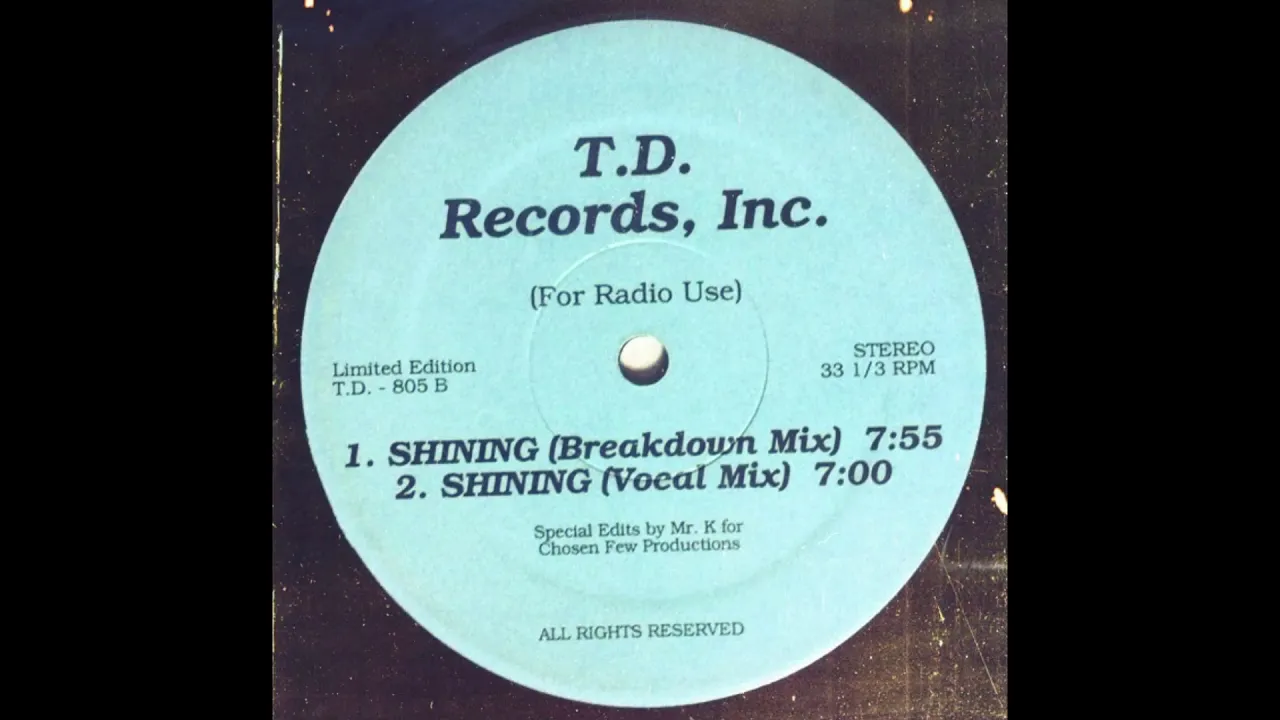 T.D.
Records, Inc.
(For Radio Use)
Limited Edition
T.D. - 805 B
STEREO
33 1/3 RPM
1. SHINING (Breakdown Mix) 7:55
2. SHINING (Vocal Mix) 7:00
Special Edits by Mr. K for
Chosen Few Productions
ALL RIGHTS RESERVED